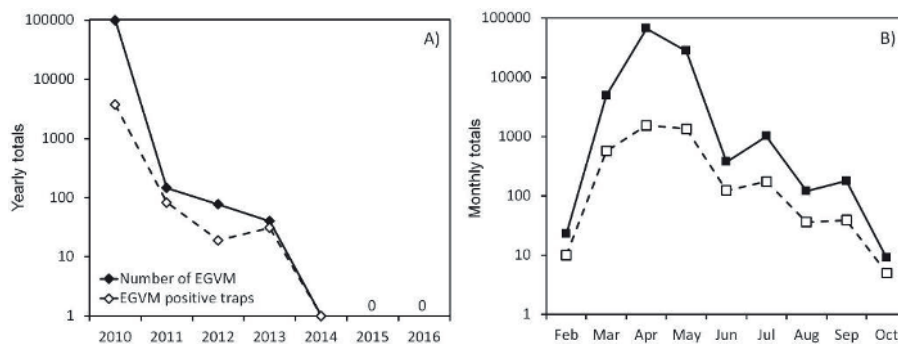 A)
Yearly totals
100000
10000
1000
100
10
1
Number of EGVM
EGVM positive traps
0 0
2010 2011 2012 2013 2014 2015 2016
B)
Monthly totals
100000
10000
1000
100
10
1
Feb Mar Apr May Jun Jul Aug Sep Oct